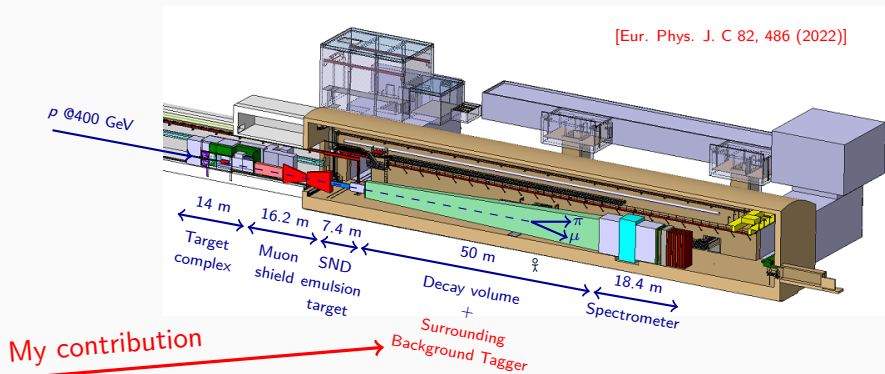 [Eur. Phys. J. C 82, 486 (2022)]
p @400 GeV
π
μ
14 m
16.2 m
7.4 m
50 m
18.4 m
Target
complex
Muon
shield
SND
emulsion
target
Decay volume
+
Surrounding
Background Tagger
Spectrometer
My contribution